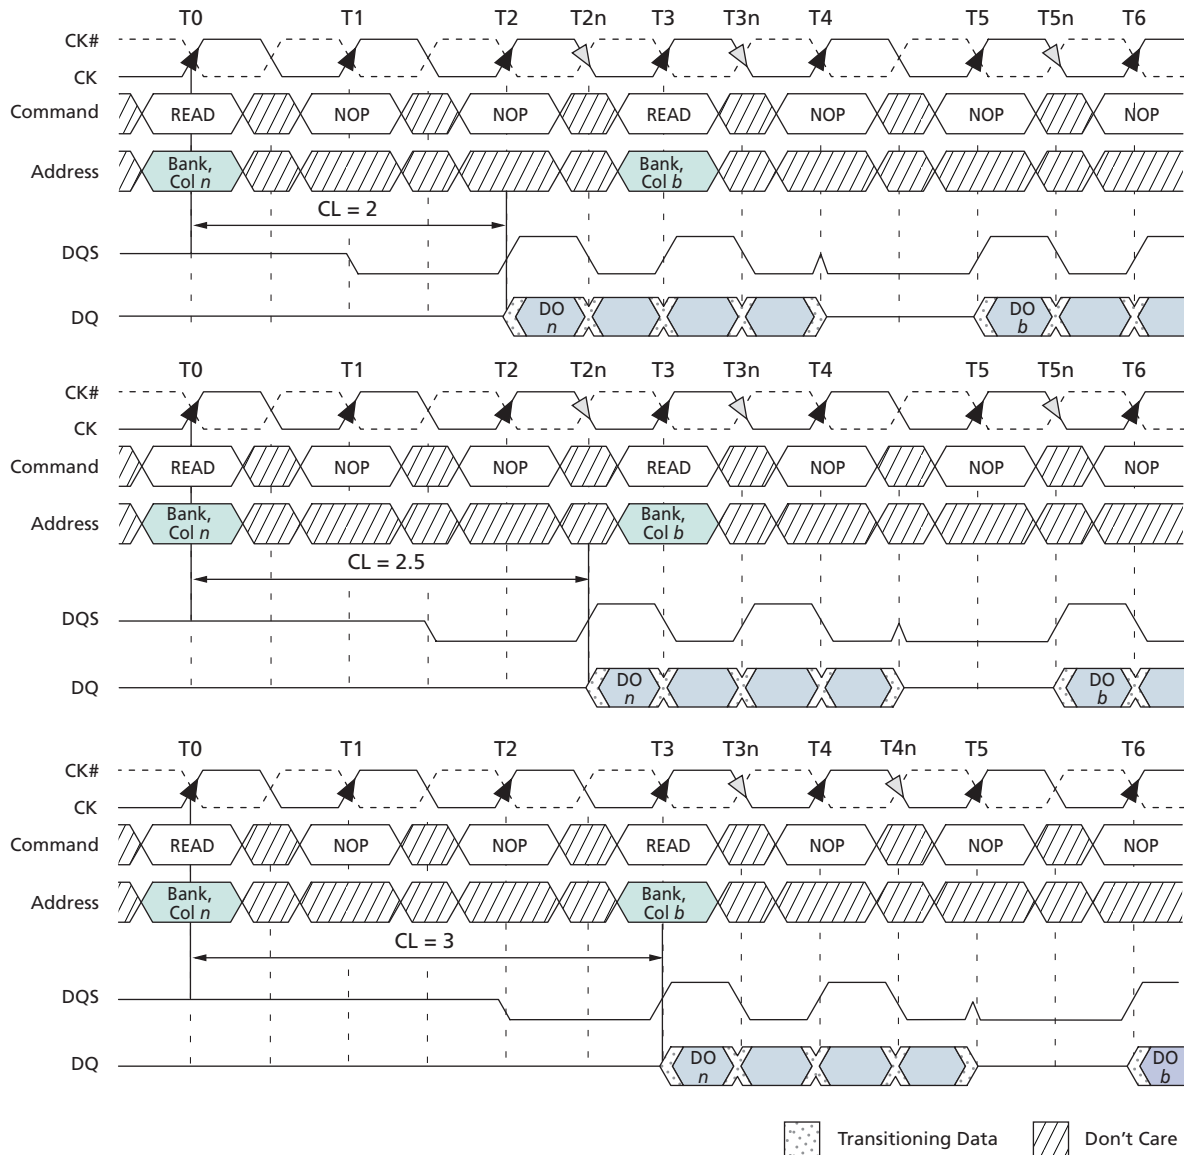 T0 T1 T2 T2n T3 T3n T4 T5 T5n T6
CK#
CK
Command READ NOP NOP READ NOP NOP NOP
Address Bank, Col n Bank, Col b
CL = 2
DQS
DQ DO n DO b
T0 T1 T2 T2n T3 T3n T4 T5 T5n T6
CK#
CK
Command READ NOP NOP READ NOP NOP NOP
Address Bank, Col n Bank, Col b
CL = 2.5
DQS
DQ DO n DO b
T0 T1 T2 T3 T3n T4 T4n T5 T6
CK#
CK
Command READ NOP NOP READ NOP NOP NOP
Address Bank, Col n Bank, Col b
CL = 3
DQS
DQ DO n DO b
Transitioning Data Don't Care